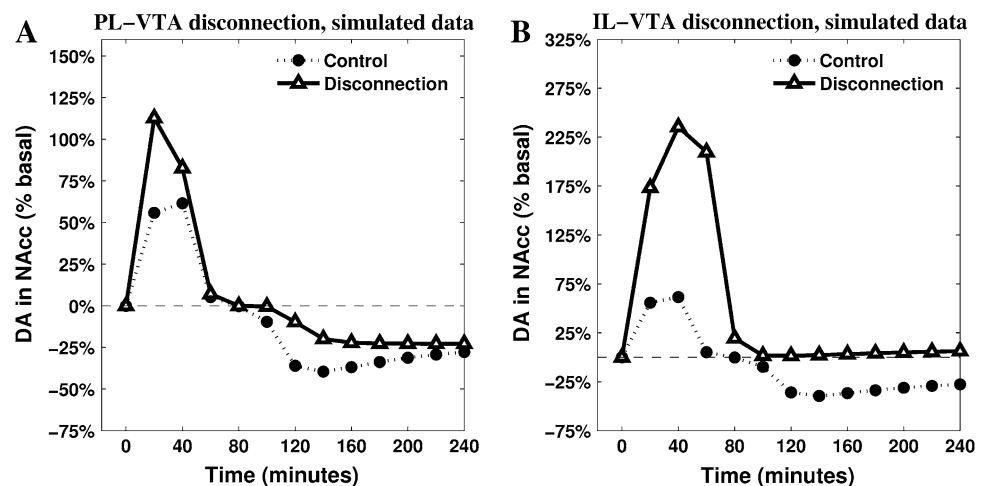 A
PL−VTA disconnection, simulated data
150%
125%
100%
75%
50%
25%
0%
−25%
−50%
−75%
DA in NAcc (% basal)
Control
Disconnection
0 40 80 120 160 200 240
Time (minutes)
B
IL−VTA disconnection, simulated data
325%
275%
225%
175%
125%
75%
25%
−25%
−75%
DA in NAcc (% basal)
Control
Disconnection
0 40 80 120 160 200 240
Time (minutes)